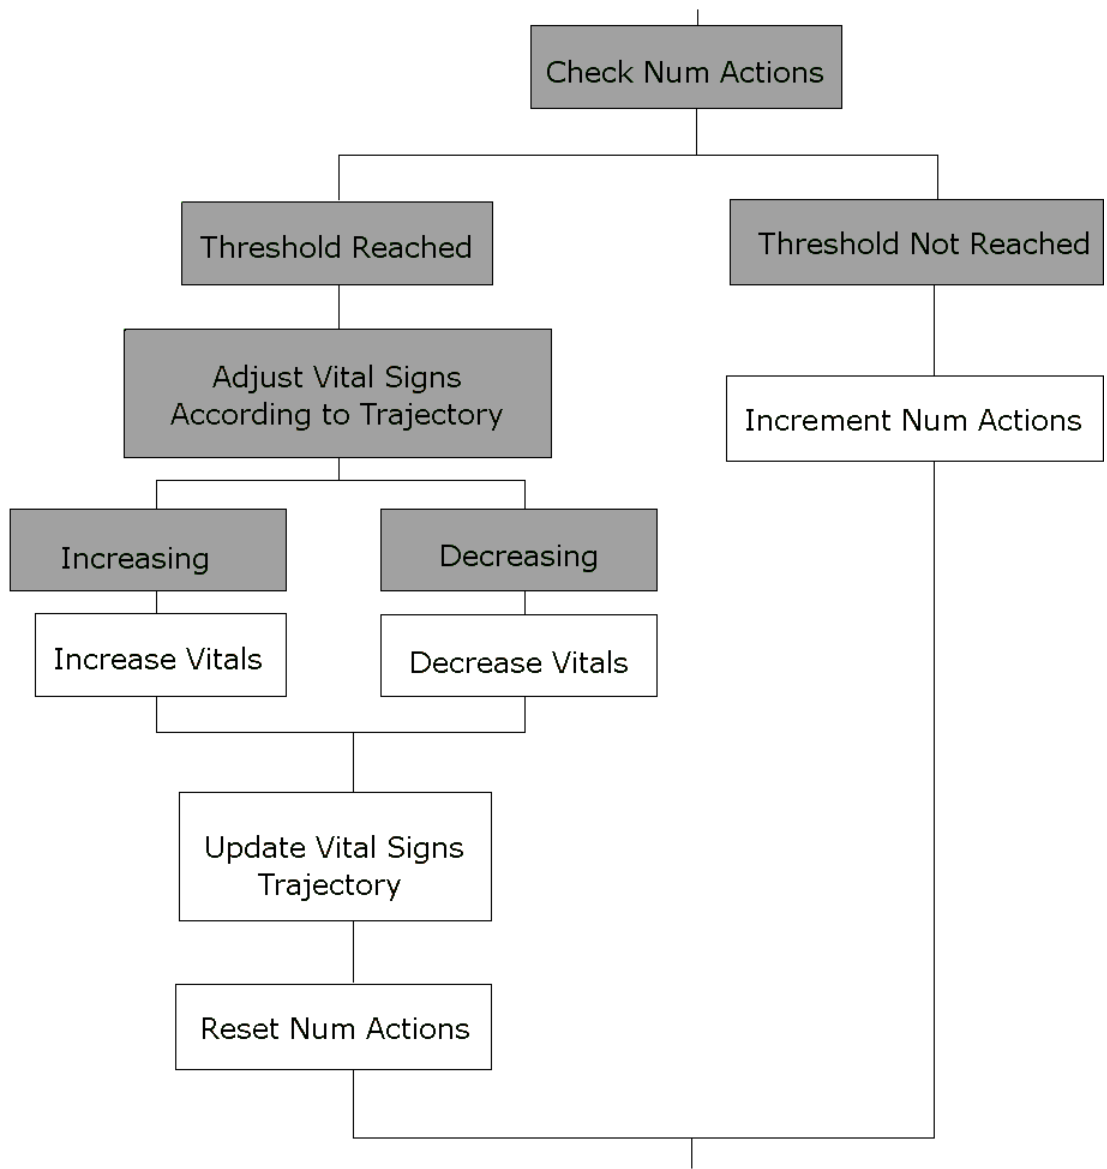 Check Num Actions
Threshold Reached
Threshold Not Reached
Adjust Vital Signs
According to Trajectory
Increment Num Actions
Increasing
Decreasing
Increase Vitals
Decrease Vitals
Update Vital Signs
Trajectory
Reset Num Actions